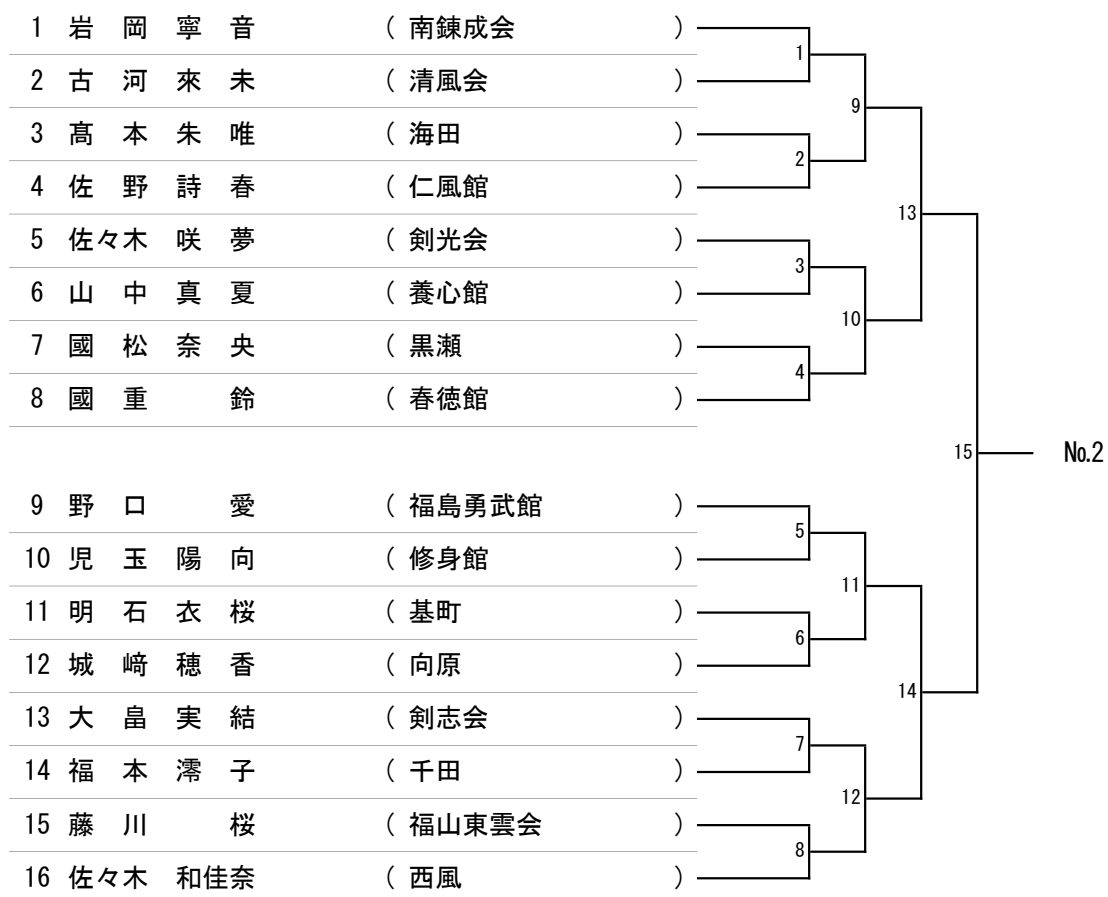 1 岩 岡 寧 音 ( 南錬成会 )
2 古 河 來 未 ( 清風会 )
3 髙 本 朱 唯 ( 海田 )
4 佐 野 詩 春 ( 仁風館 )
5 佐々木 咲 夢 ( 剣光会 )
6 山 中 真 夏 ( 養心館 )
7 國 松 奈 央 ( 黒瀬 )
8 國 重 鈴 ( 春徳館 )
9 野 口 愛 ( 福島勇武館 )
10 児 玉 陽 向 ( 修身館 )
11 明 石 衣 桜 ( 基町 )
12 城 﨑 穂 香 ( 向原 )
13 大 畠 実 結 ( 剣志会 )
14 福 本 澪 子 ( 千田 )
15 藤 川 桜 ( 福山東雲会 )
16 佐々木 和佳奈 ( 西風 )
1
2
3
4
5
6
7
8
9
10
11
12
13
14
15
No.2